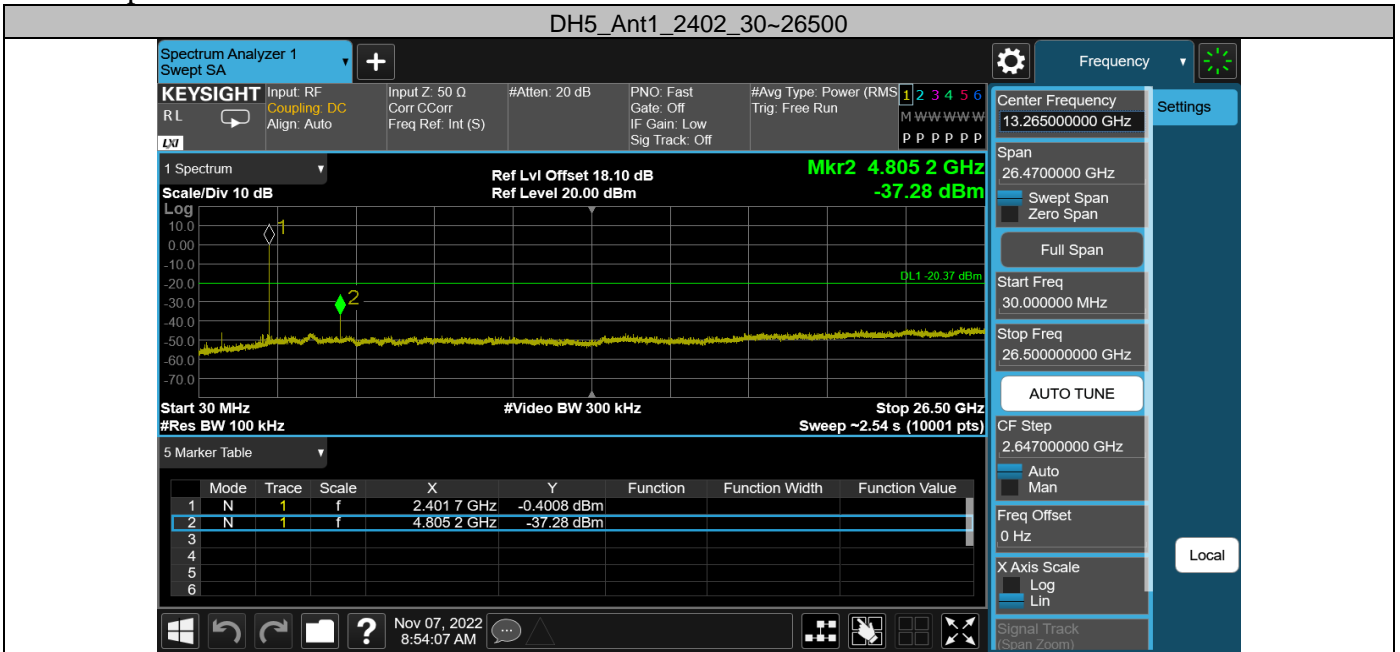 DH5_Ant1_2402_30~26500
Spectrum Analyzer 1
Swept SA
Frequency
KEYSIGHT
RL
LXI
Input: RF
Coupling: DC
Align: Auto
Input Z: 50 Ω
Corr CCorr
Freq Ref: Int (S)
#Atten: 20 dB
PNO: Fast
Gate: Off
IF Gain: Low
Sig Track: Off
#Avg Type: Power (RMS
Trig: Free Run
1 2 3 4 5 6
M W W W W W
P P P P P P
1 Spectrum
Scale/Div 10 dB
Ref Lvl Offset 18.10 dB
Ref Level 20.00 dBm
Mkr2 4.805 2 GHz
-37.28 dBm
Log
10.0
0.00
-10.0
-20.0
-30.0
-40.0
-50.0
-60.0
-70.0
1
2
DL1 -20.37 dBm
Start 30 MHz
#Video BW 300 kHz
Stop 26.50 GHz
#Res BW 100 kHz
Sweep ~2.54 s (10001 pts)
5 Marker Table
Mode Trace Scale X Y Function Function Width Function Value
1 N 1 f 2.401 7 GHz -0.4008 dBm
2 N 1 f 4.805 2 GHz -37.28 dBm
3
4
5
6
Nov 07, 2022
8:54:07 AM
Center Frequency
13.265000000 GHz
Settings
Span
26.4700000 GHz
Swept Span
Zero Span
Full Span
Start Freq
30.000000 MHz
Stop Freq
26.500000000 GHz
AUTO TUNE
CF Step
2.647000000 GHz
Auto
Man
Freq Offset
0 Hz
Local
X Axis Scale
Log
Lin
Signal Track
(Span Zoom)